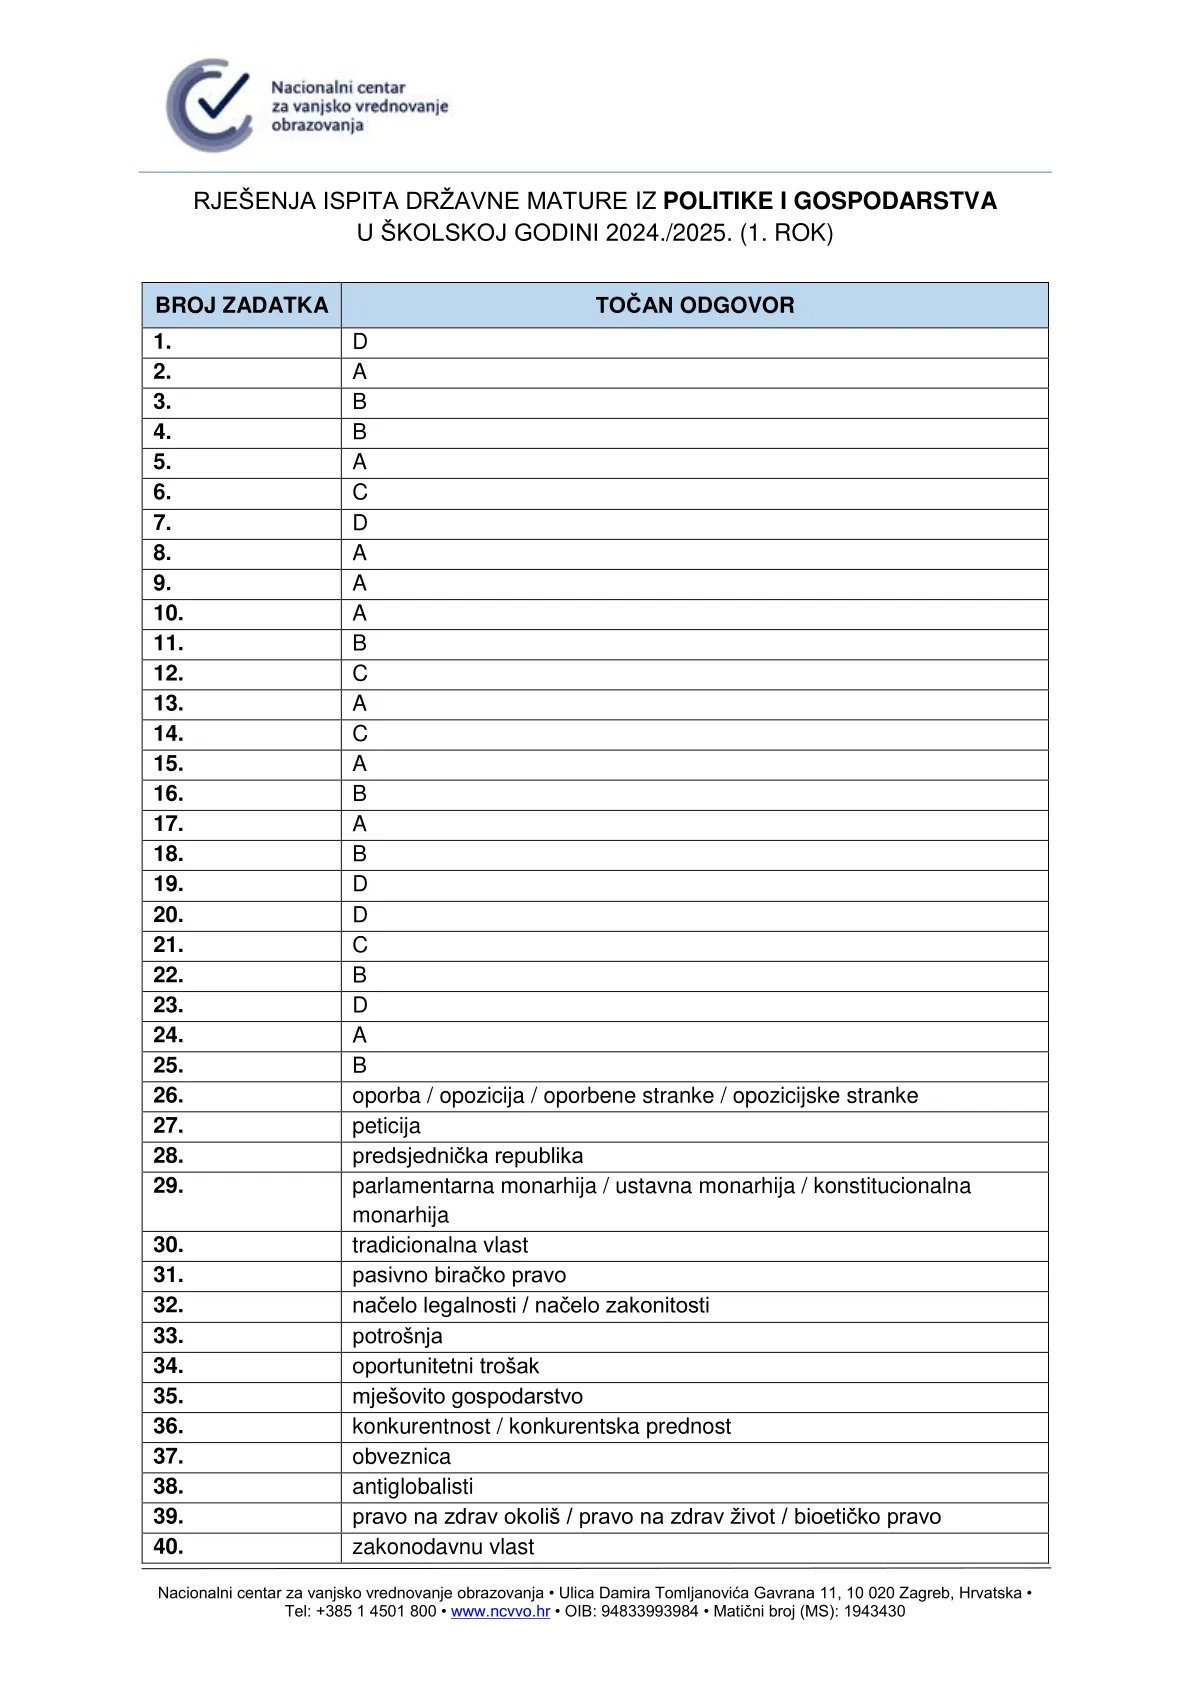 Nacionalni centar
za vanjsko vrednovanje
obrazovanja
RJEŠENJA ISPITA DRŽAVNE MATURE IZ POLITIKE I GOSPODARSTVA
U ŠKOLSKOJ GODINI 2024./2025. (1. ROK)
BROJ ZADATKA TOČAN ODGOVOR
1. D
2. A
3. B
4. B
5. A
6. C
7. D
8. A
9. A
10. A
11. B
12. C
13. A
14. C
15. A
16. B
17. A
18. B
19. D
20. D
21. C
22. B
23. D
24. A
25. B
26. oporba / opozicija / oporbene stranke / opozicijske stranke
27. peticija
28. predsjednička republika
29. parlamentarna monarhija / ustavna monarhija / konstitucionalna
monarhija
30. tradicionalna vlast
31. pasivno biračko pravo
32. načelo legalnosti / načelo zakonitosti
33. potrošnja
34. oportunitetni trošak
35. mješovito gospodarstvo
36. konkurentnost / konkurentska prednost
37. obveznica
38. antiglobalisti
39. pravo na zdrav okoliš / pravo na zdrav život / bioetičko pravo
40. zakonodavnu vlast
Nacionalni centar za vanjsko vrednovanje obrazovanja • Ulica Damira Tomljanovića Gavrana 11, 10 020 Zagreb, Hrvatska •
Tel: +385 1 4501 800 • www.ncvvo.hr • OIB: 94833993984 • Matični broj (MS): 1943430